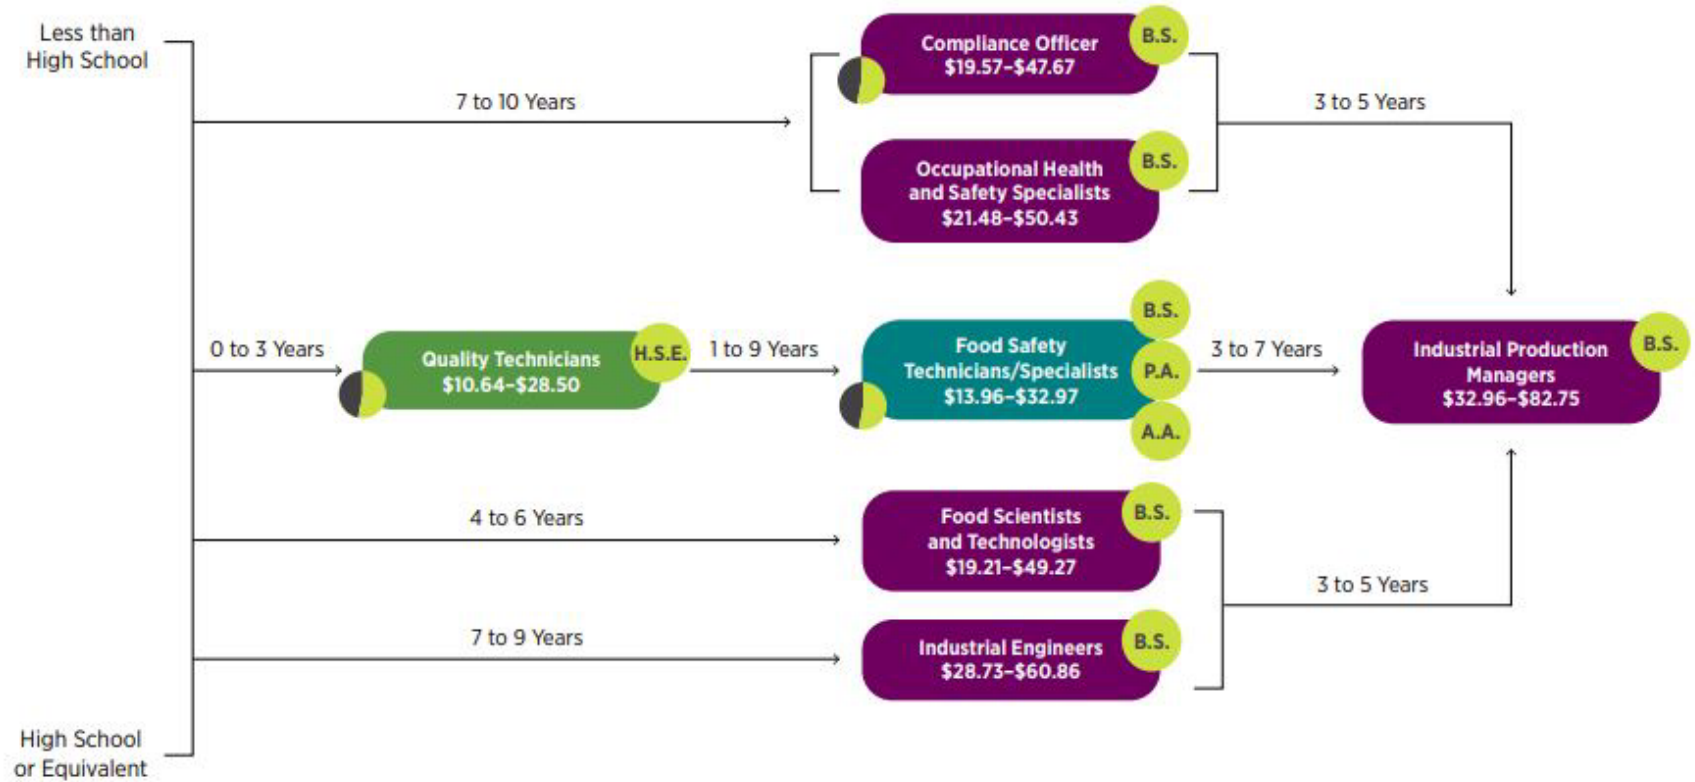 Less than
High School
7 to 10 Years
Compliance Officer
$19.57–$47.67
B.S.
Occupational Health
and Safety Specialists
$21.48–$50.43
B.S.
3 to 5 Years
0 to 3 Years
Quality Technicians
$10.64–$28.50
H.S.E.
1 to 9 Years
Food Safety
Technicians/Specialists
$13.96–$32.97
B.S.
P.A.
A.A.
3 to 7 Years
Industrial Production
Managers
$32.96–$82.75
B.S.
4 to 6 Years
Food Scientists
and Technologists
$19.21–$49.27
B.S.
7 to 9 Years
Industrial Engineers
$28.73–$60.86
B.S.
3 to 5 Years
High School
or Equivalent